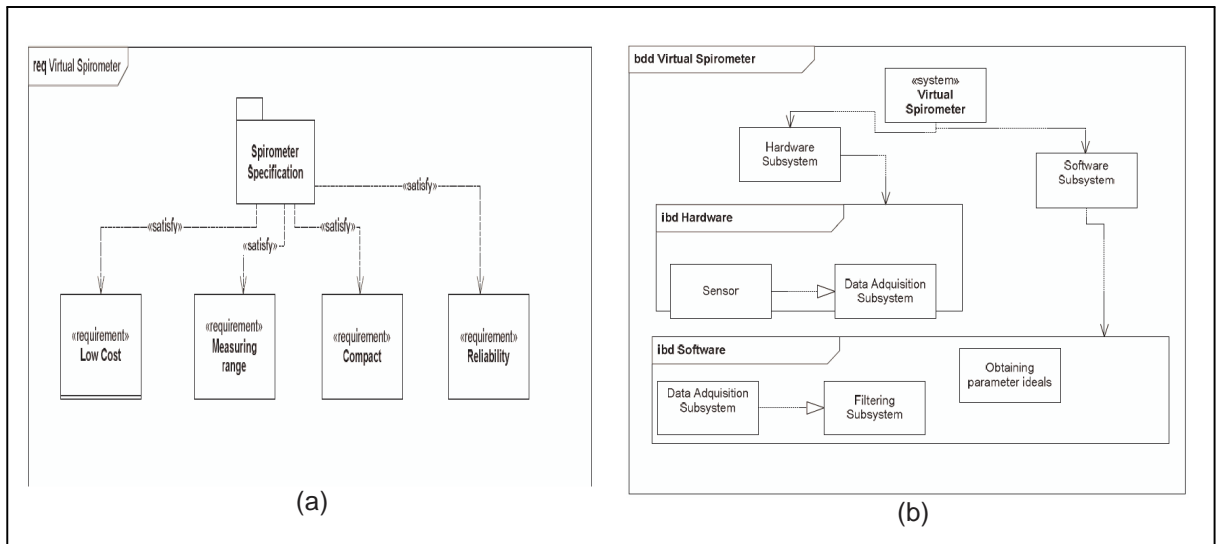 req Virtual Spirometer
Spirometer
Specification
«satisfy»
«satisfy»
«satisfy»
«satisfy»
«requirement»
Low Cost
«requirement»
Measuring
range
«requirement»
Compact
«requirement»
Reliability
(a)
bdd Virtual Spirometer
«system»
Virtual
Spirometer
Hardware
Subsystem
Software
Subsystem
ibd Hardware
Sensor
Data Adquisition
Subsystem
ibd Software
Data Adquisition
Subsystem
Filtering
Subsystem
Obtaining
parameter ideals
(b)